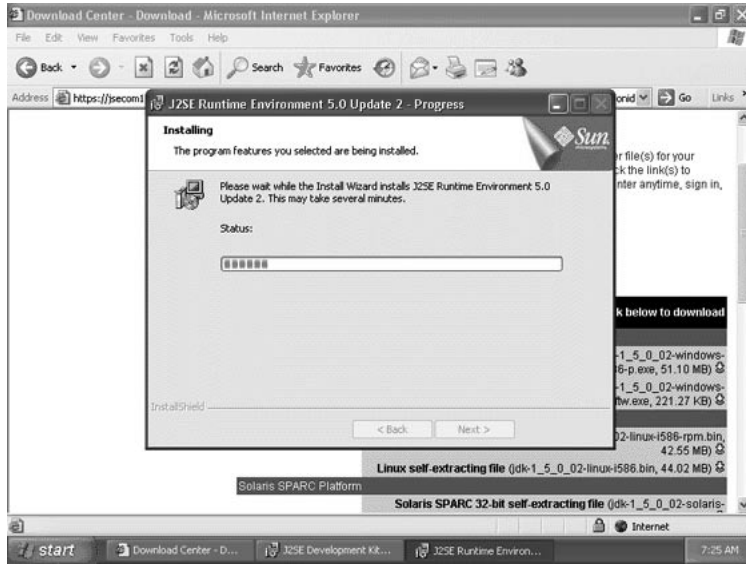 Download Center - Download - Microsoft Internet Explorer
File Edit View Favorites Tools Help
Back Search Favorites
Address https://jsecom1 onid Go Links
J2SE Runtime Environment 5.0 Update 2 - Progress
Installing
The program features you selected are being installed.
Sun
microsystems
Please wait while the Install Wizard installs J2SE Runtime Environment 5.0
Update 2. This may take several minutes.
Status:
InstallShield
< Back Next >
er file(s) for your
ck the link(s) to
nter anytime, sign in,
k below to download
-1_5_0_02-windows-
i6-p.exe, 51.10 MB)
-1_5_0_02-windows-
ftw.exe, 221.27 KB)
02-linux-i586-rpm.bin,
42.55 MB)
Linux self-extracting file (jdk-1_5_0_02-linux-i586.bin, 44.02 MB)
Solaris SPARC Platform
Solaris SPARC 32-bit self-extracting file (jdk-1_5_0_02-solaris-
Internet
start Download Center - D... J2SE Development Kit... J2SE Runtime Environ... 7:25 AM